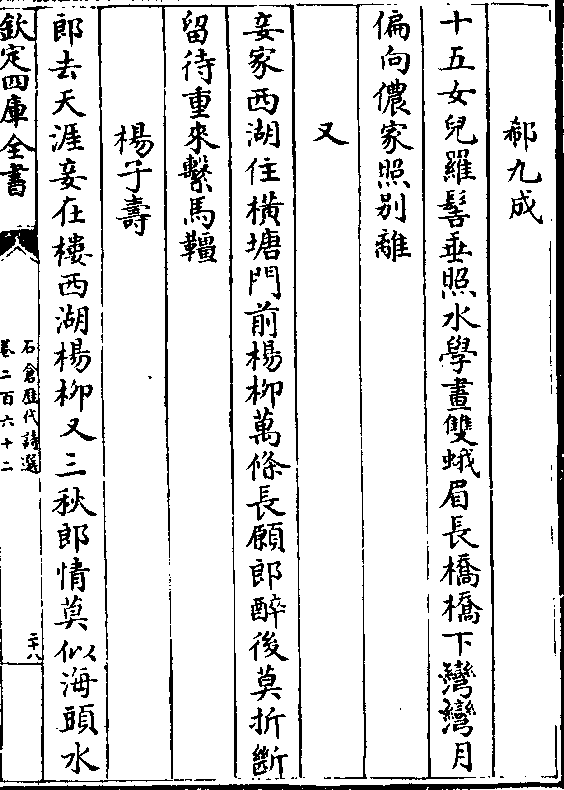 郝九成
十五女兒羅髻垂照水學畫雙蛾眉長橋橋下彎彎月
偏向儂家照别離
又
妾家西湖住横塘門前楊柳萬條長願郎醉後莫折斷
留待重來繫馬韁
楊子壽
郎去天涯妾在樓西湖楊柳又三秋郎情莫似海頭水
欽定四庫全書
石倉歷代詩選
卷二百六十二
二十八